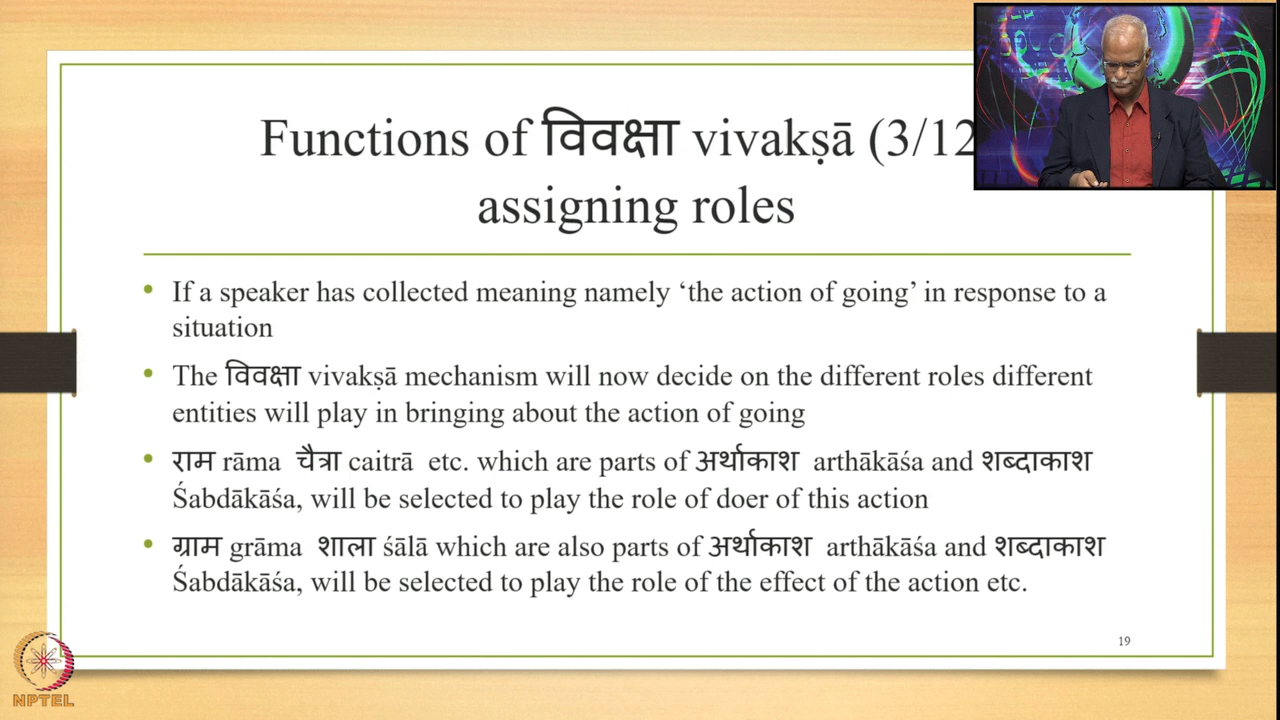 Functions of विवक्षा vivakṣā (3/12
assigning roles
• If a speaker has collected meaning namely ‘the action of going’ in response to a
situation
• The विवक्षा vivakṣā mechanism will now decide on the different roles different
entities will play in bringing about the action of going
• राम rāma चैत्रा caitrā etc. which are parts of अर्थाकाश arthākāśa and शब्दाकाश
Śabdākāśa, will be selected to play the role of doer of this action
• ग्राम grāma शाला śālā which are also parts of अर्थाकाश arthākāśa and शब्दाकाश
Śabdākāśa, will be selected to play the role of the effect of the action etc.
19
NPTEL